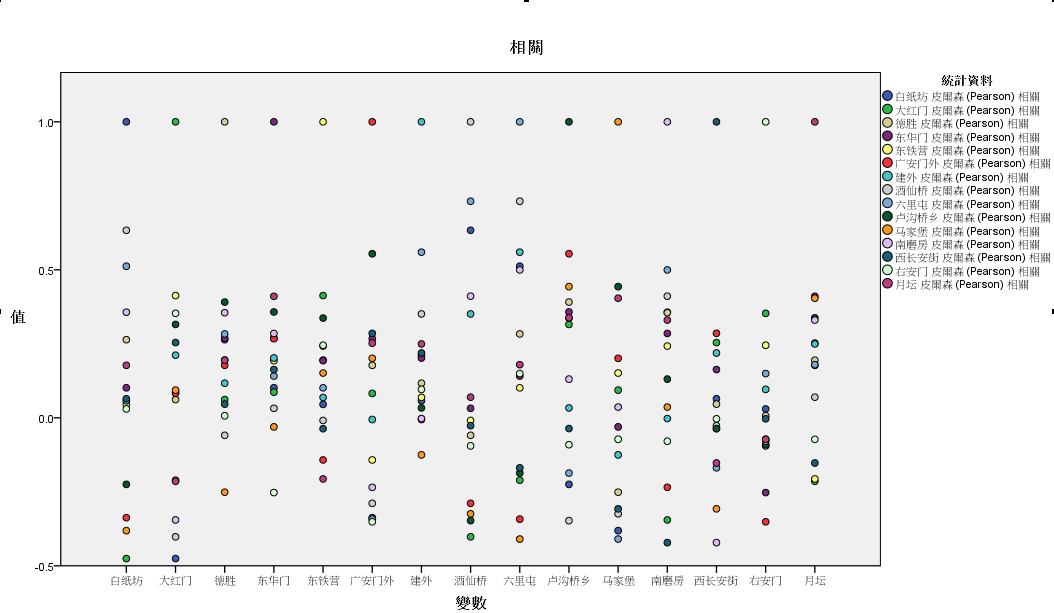 相關
統計資料
白纸坊 皮爾森 (Pearson) 相關
大红门 皮爾森 (Pearson) 相關
德胜 皮爾森 (Pearson) 相關
东华门 皮爾森 (Pearson) 相關
东铁营 皮爾森 (Pearson) 相關
广安门外 皮爾森 (Pearson) 相關
建外 皮爾森 (Pearson) 相關
酒仙桥 皮爾森 (Pearson) 相關
六里屯 皮爾森 (Pearson) 相關
卢沟桥乡 皮爾森 (Pearson) 相關
马家堡 皮爾森 (Pearson) 相關
南磨房 皮爾森 (Pearson) 相關
西长安街 皮爾森 (Pearson) 相關
右安门 皮爾森 (Pearson) 相關
月坛 皮爾森 (Pearson) 相關
1.0
0.5
值
0.0
-0.5
白纸坊 大红门 德胜 东华门 东铁营 广安门外 建外 酒仙桥 六里屯 卢沟桥乡 马家堡 南磨房 西长安街 右安门 月坛
變數